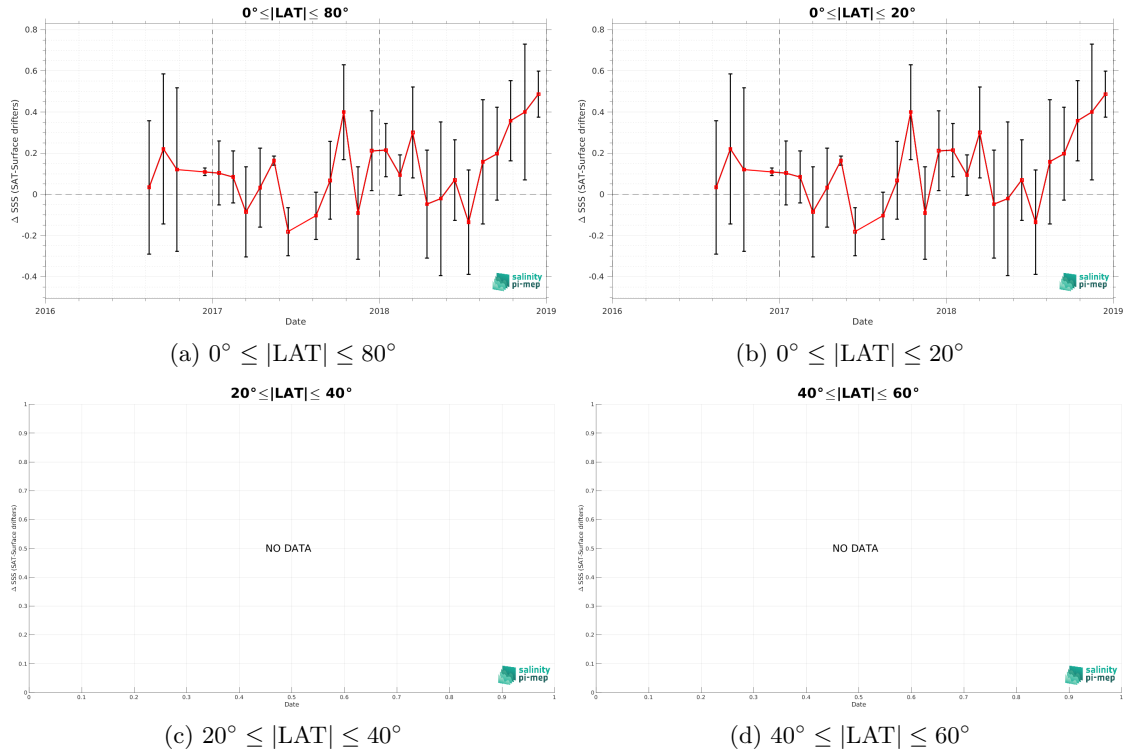 0°≤|LAT|≤ 80°
Δ SSS (SAT-Surface drifters)
0.8
0.6
0.4
0.2
0
-0.2
-0.4
2016
2017
2018
2019
Date
salinity
pi-mep
(a) 0° ≤ |LAT| ≤ 80°
0°≤|LAT|≤ 20°
Δ SSS (SAT-Surface drifters)
0.8
0.6
0.4
0.2
0
-0.2
-0.4
2016
2017
2018
2019
Date
salinity
pi-mep
(b) 0° ≤ |LAT| ≤ 20°
20°≤|LAT|≤ 40°
Δ SSS (SAT-Surface drifters)
1
0.9
0.8
0.7
0.6
0.5
0.4
0.3
0.2
0.1
0
NO DATA
0 0.1 0.2 0.3 0.4 0.5 0.6 0.7 0.8 0.9 1
Date
salinity
pi-mep
(c) 20° ≤ |LAT| ≤ 40°
40°≤|LAT|≤ 60°
Δ SSS (SAT-Surface drifters)
1
0.9
0.8
0.7
0.6
0.5
0.4
0.3
0.2
0.1
0
NO DATA
0 0.1 0.2 0.3 0.4 0.5 0.6 0.7 0.8 0.9 1
Date
salinity
pi-mep
(d) 40° ≤ |LAT| ≤ 60°